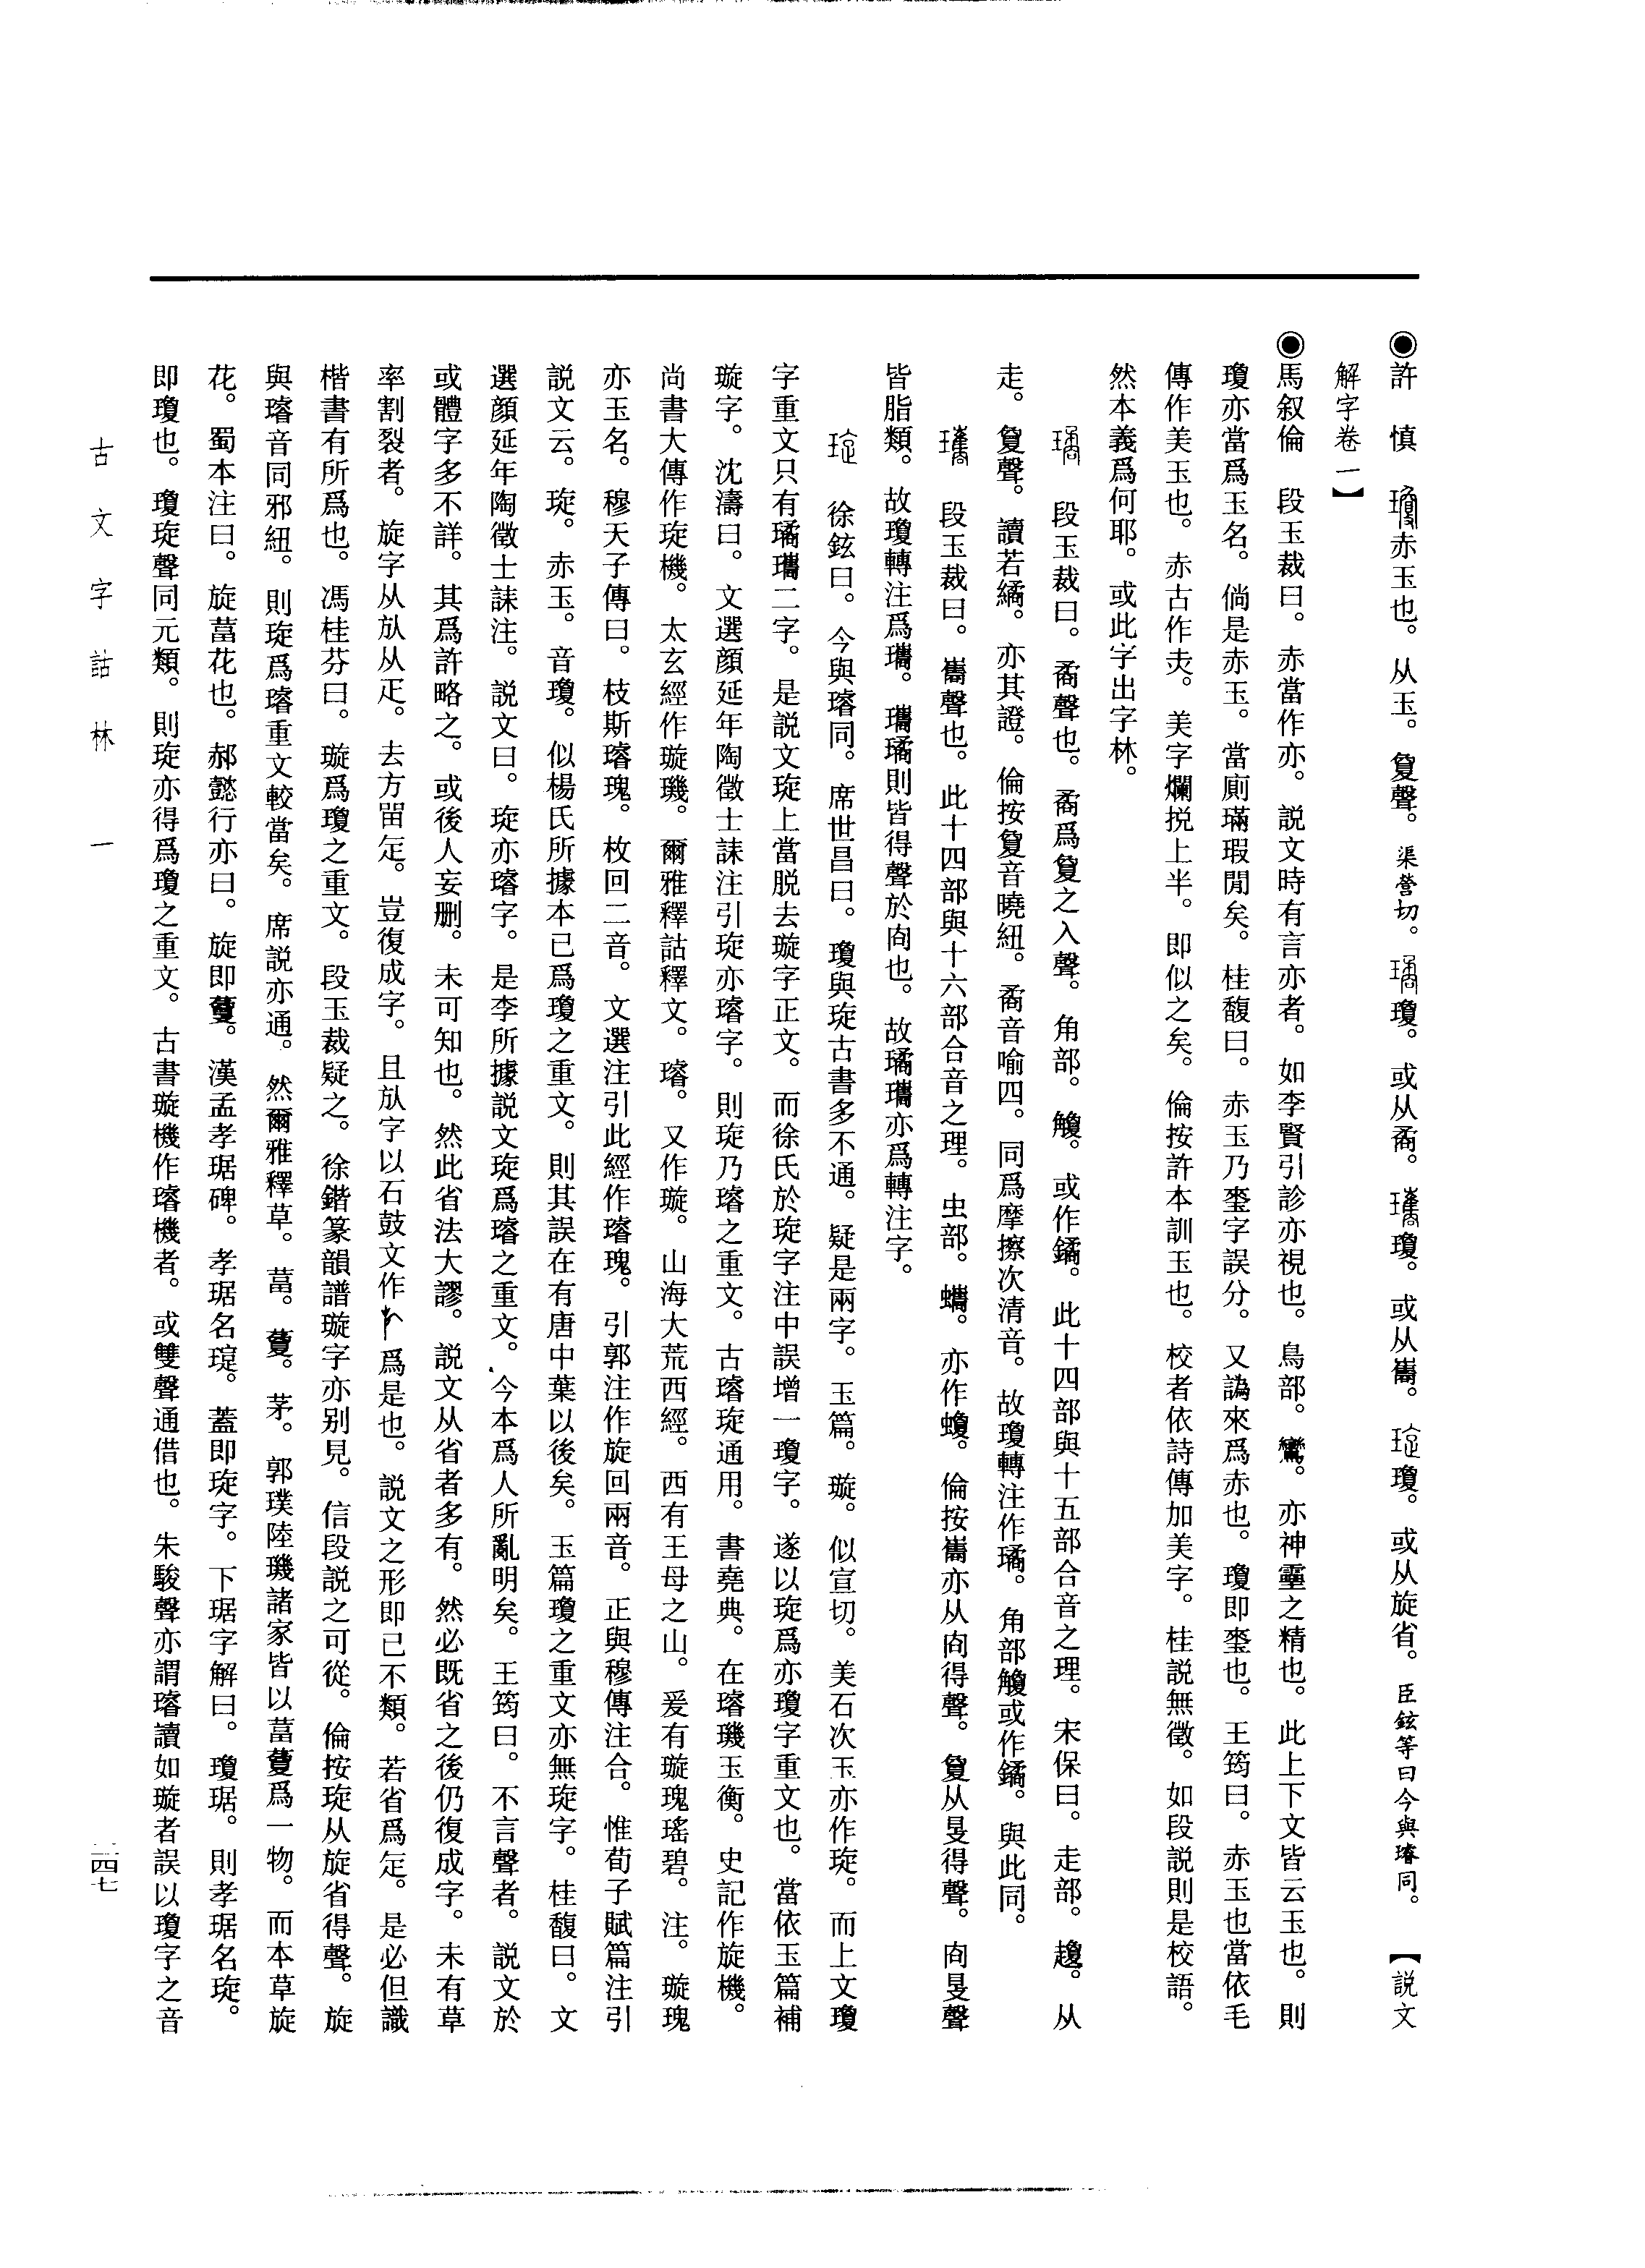 ◉許　慎　瓊赤玉也。从玉。敻聲。渠營切。璚瓊。或从矞。瓗瓊。或从巂。琁瓊。或从旋省。臣鉉等曰今與璿同。【説文
解字卷一】
◉馬叙倫　段玉裁曰。赤當作亦。説文時有言亦者。如李賢引診亦視也。鳥部。鸞。亦神靈之精也。此上下文皆云玉也。則
瓊亦當爲玉名。倘是赤玉。當廁璊瑕閒矣。桂馥曰。赤玉乃字誤分。又譌來爲赤也。瓊即也。王筠曰。赤玉也當依毛
傳作美玉也。赤古作夾。美字爛挩上半。即似之矣。倫按許本訓玉也。校者依詩傳加美字。桂説無徵。如段説則是校語。
然本義爲何耶。或此字出字林。
璚　段玉裁曰。矞聲也。矞爲敻之入聲。角部。觼。或作鐍。此十四部與十五部合音之理。宋保曰。走部。趬。从
走。敻聲。讀若繘。亦其證。倫按敻音曉紐。矞音喻四。同爲摩擦次清音。故瓊轉注作璚。角部觼或作鐍。與此同。
瓗　段玉裁曰。巂聲也。此十四部與十六部合音之理。虫部。蠵。亦作䗋。倫按巂亦从㕯得聲。敻从𡕥得聲。㕯𡕥聲
皆脂類。故瓊轉注爲瓗。瓗璚則皆得聲於㕯也。故璚瓗亦爲轉注字。
琁　徐鉉曰。今與璿同。席世昌曰。瓊與琁古書多不通。疑是兩字。玉篇。璇。似宣切。美石次玉亦作琁。而上文瓊
字重文只有璚瓗二字。是説文琁上當脱去璇字正文。而徐氏於琁字注中誤增一瓊字。遂以琁爲亦瓊字重文也。當依玉篇補
璇字。沈濤曰。文選顔延年陶徵士誄注引琁亦璿字。則琁乃璿之重文。古璿琁通用。書堯典。在璿璣玉衡。史記作旋機。
尚書大傳作琁機。太玄經作璇璣。爾雅釋詁釋文。璿。又作璇。山海大荒西經。西有王母之山。爰有璇瑰瑤碧。注。璇瑰
亦玉名。穆天子傳曰。枝斯璿瑰。枚回二音。文選注引此經作璿瑰。引郭注作旋回兩音。正與穆傳注合。惟荀子賦篇注引
説文云。琁。赤玉。音瓊。似楊氏所據本已爲瓊之重文。則其誤在有唐中葉以後矣。玉篇瓊之重文亦無琁字。桂馥曰。文
選顔延年陶徵士誄注。説文曰。琁亦璿字。是李所據説文琁爲璿之重文。今本爲人所亂明矣。王筠曰。不言聲者。説文於
或體字多不詳。其爲許略之。或後人妄刪。未可知也。然此省法大謬。説文从省者多有。然必既省之後仍復成字。未有草
率割裂者。旋字从㫃从疋。去方畱𤴓。豈復成字。且㫃字以石鼓文作爲是也。説文之形即已不類。若省爲𤴓。是必但識
楷書有所爲也。馮桂芬曰。璇爲瓊之重文。段玉裁疑之。徐鍇篆韻譜璇字亦別見。信段説之可從。倫按琁从旋省得聲。旋
與璿音同邪紐。則琁爲璿重文較當矣。席説亦通。然爾雅釋草。葍。藑。茅。郭璞陸璣諸家皆以葍藑爲一物。而本草旋
花。蜀本注曰。旋葍花也。郝懿行亦曰。旋即藑。漢孟孝琚碑。孝琚名琁。蓋即琁字。下琚字解曰。瓊琚。則孝琚名琁。
即瓊也。瓊琁聲同元類。則琁亦得爲瓊之重文。古書璇機作璿機者。或雙聲通借也。朱駿聲亦謂璿讀如璇者誤以瓊字之音
古文字詁林　一
二四七